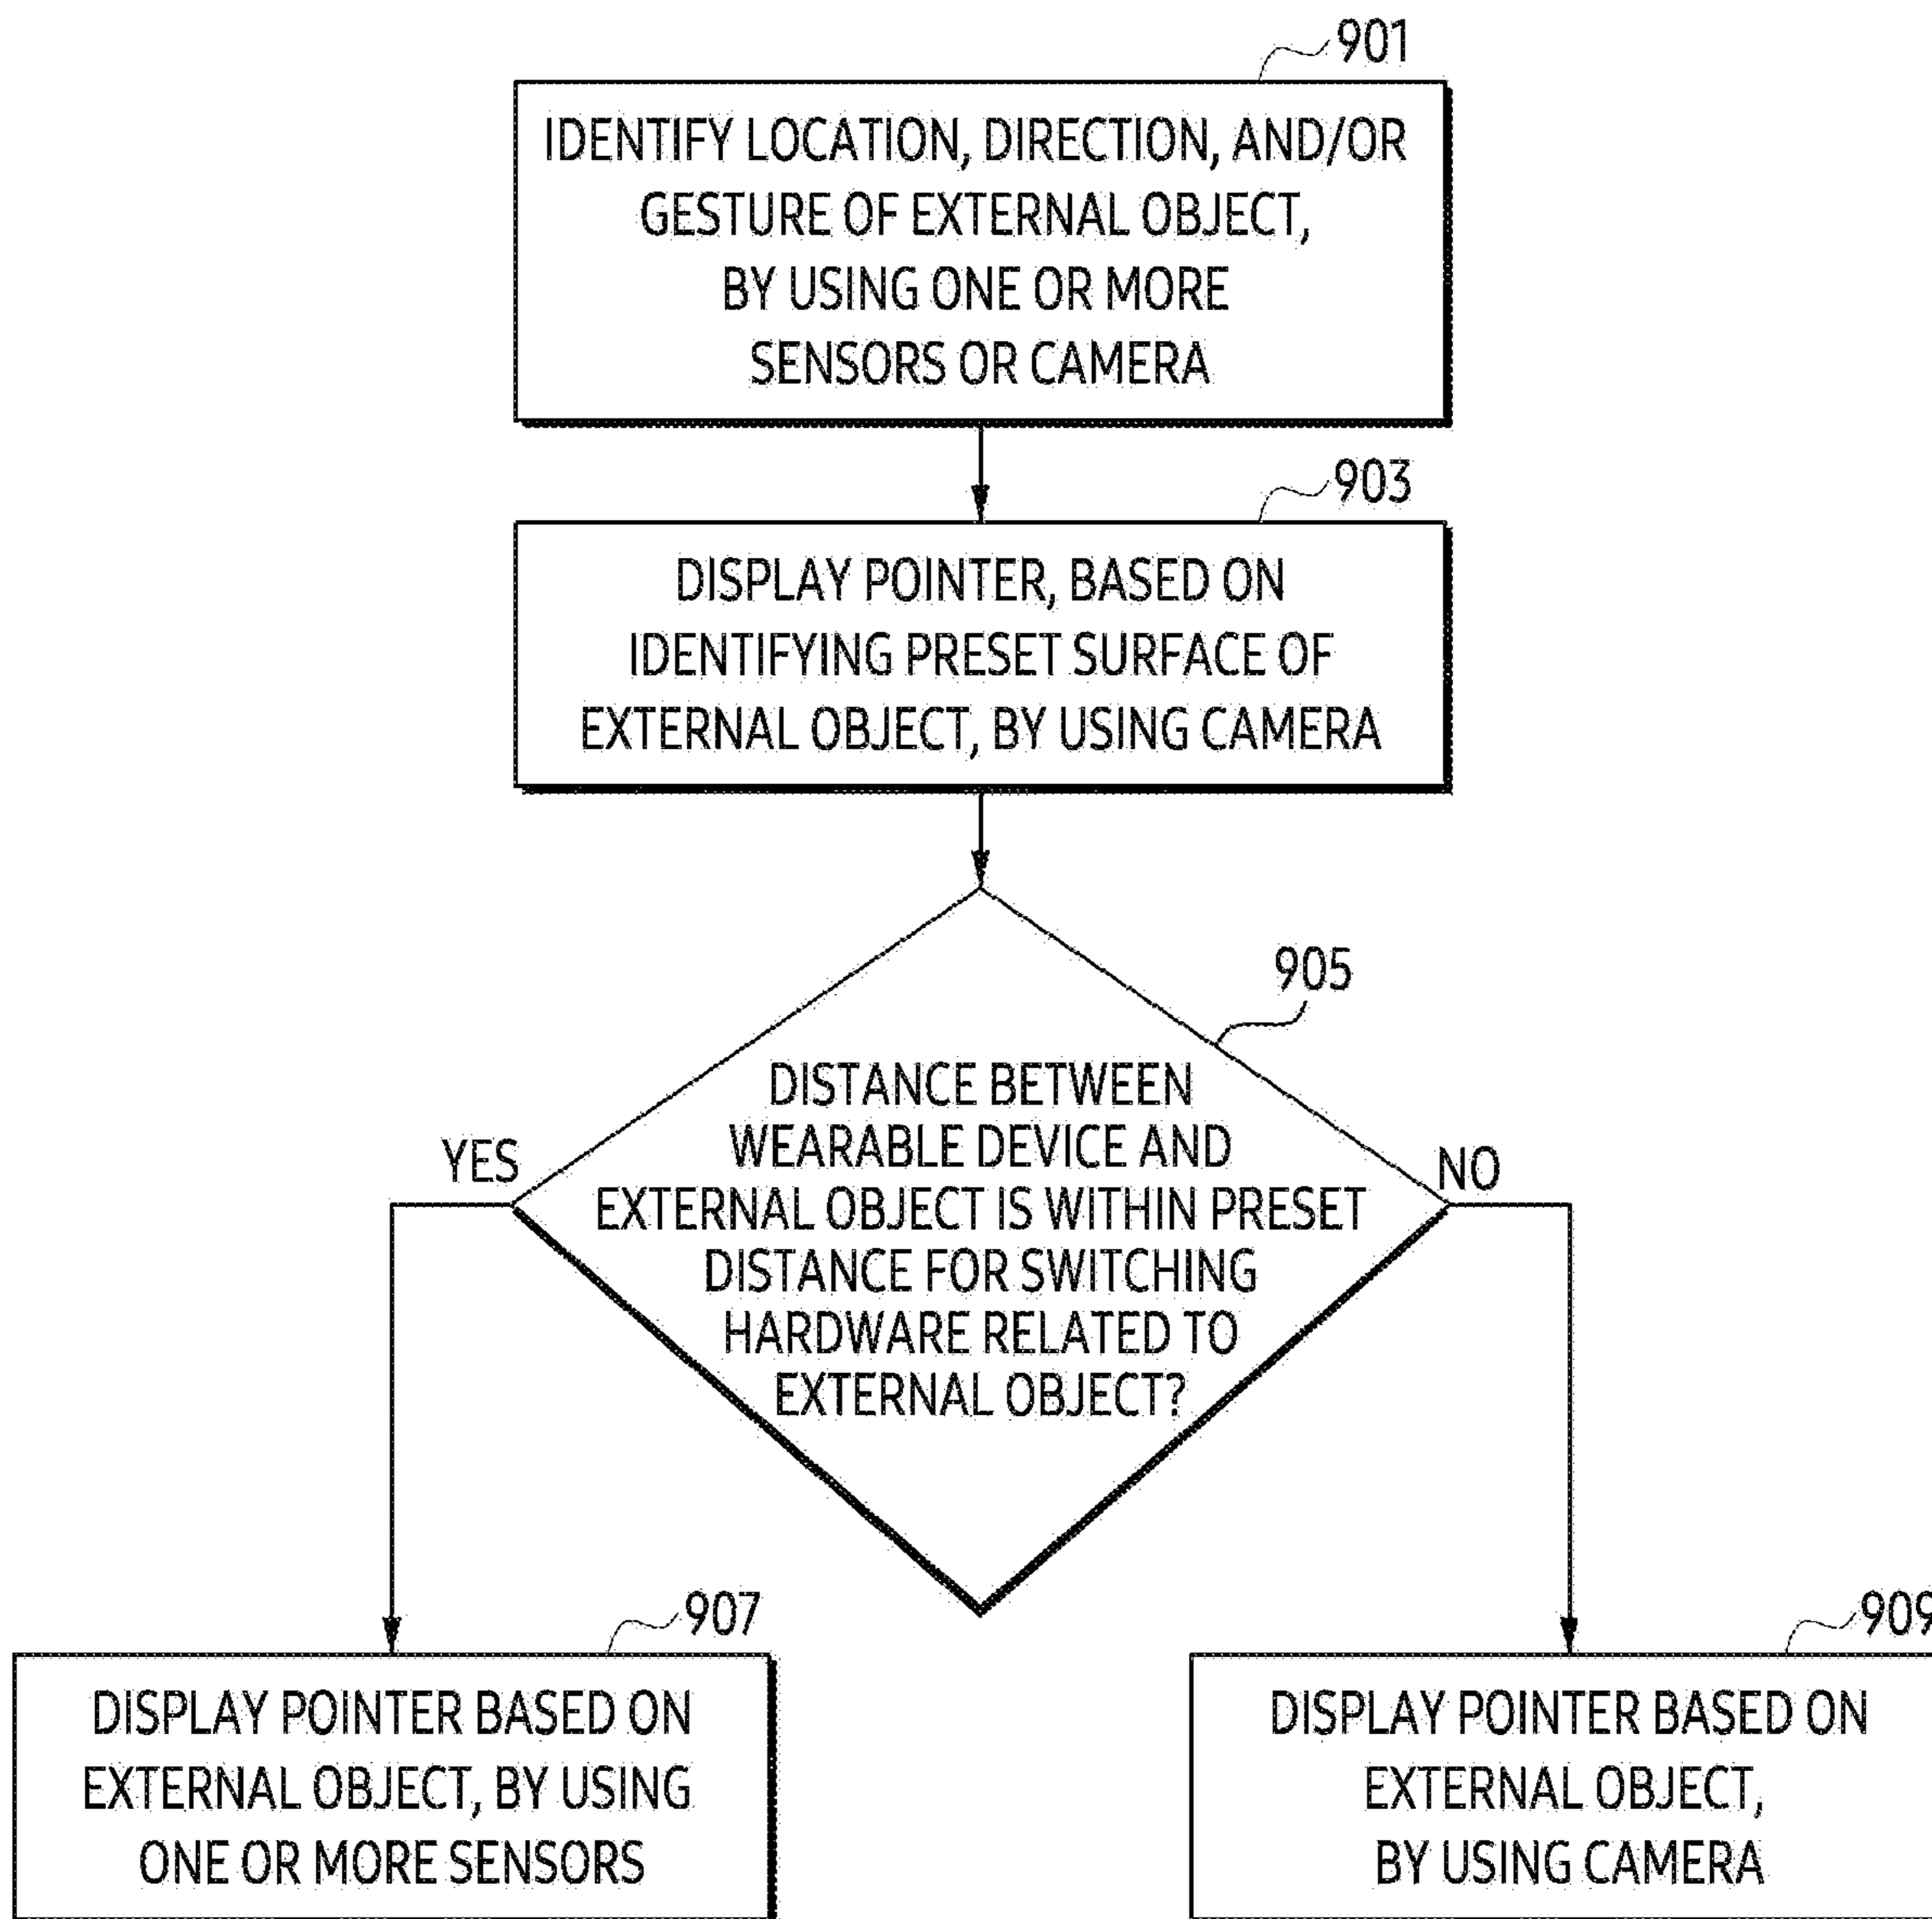 901
IDENTIFY LOCATION, DIRECTION, AND/OR
GESTURE OF EXTERNAL OBJECT,
BY USING ONE OR MORE
SENSORS OR CAMERA
903
DISPLAY POINTER, BASED ON
IDENTIFYING PRESET SURFACE OF
EXTERNAL OBJECT, BY USING CAMERA
905
DISTANCE BETWEEN
WEARABLE DEVICE AND
EXTERNAL OBJECT IS WITHIN PRESET
DISTANCE FOR SWITCHING
HARDWARE RELATED TO
EXTERNAL OBJECT?
YES
NO
907
DISPLAY POINTER BASED ON
EXTERNAL OBJECT, BY USING
ONE OR MORE SENSORS
909
DISPLAY POINTER BASED ON
EXTERNAL OBJECT,
BY USING CAMERA